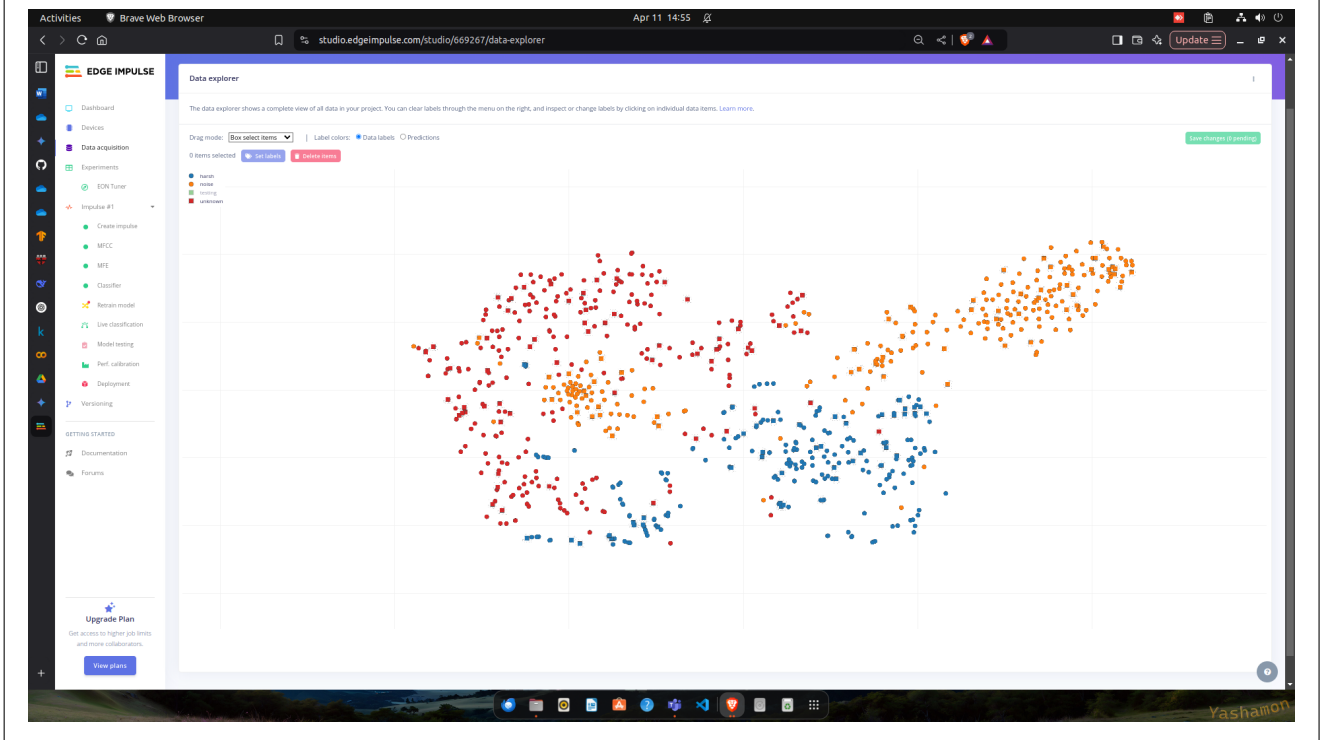 Activities Brave Web Browser Apr 11 14:55
studio.edgeimpulse.com/studio/669267/data-explorer Update
EDGE IMPULSE
Dashboard
Devices
Data acquisition
Experiments
EON Tuner
Impulse #1
Create impulse
MFCC
MFE
Classifier
Retrain model
Live classification
Model testing
Perf. calibration
Deployment
Versioning
GETTING STARTED
Documentation
Forums
Upgrade Plan
Get access to higher job limits
and more collaborators.
View plans
Data explorer
The data explorer shows a complete view of all data in your project. You can clear labels through the menu on the right, and inspect or change labels by clicking on individual data items. Learn more.
Drag mode: Box select items | Label colors: Data labels Predictions
Save changes (0 pending)
0 items selected Set labels Delete items
harsh
noise
testing
unknown
Yashamon